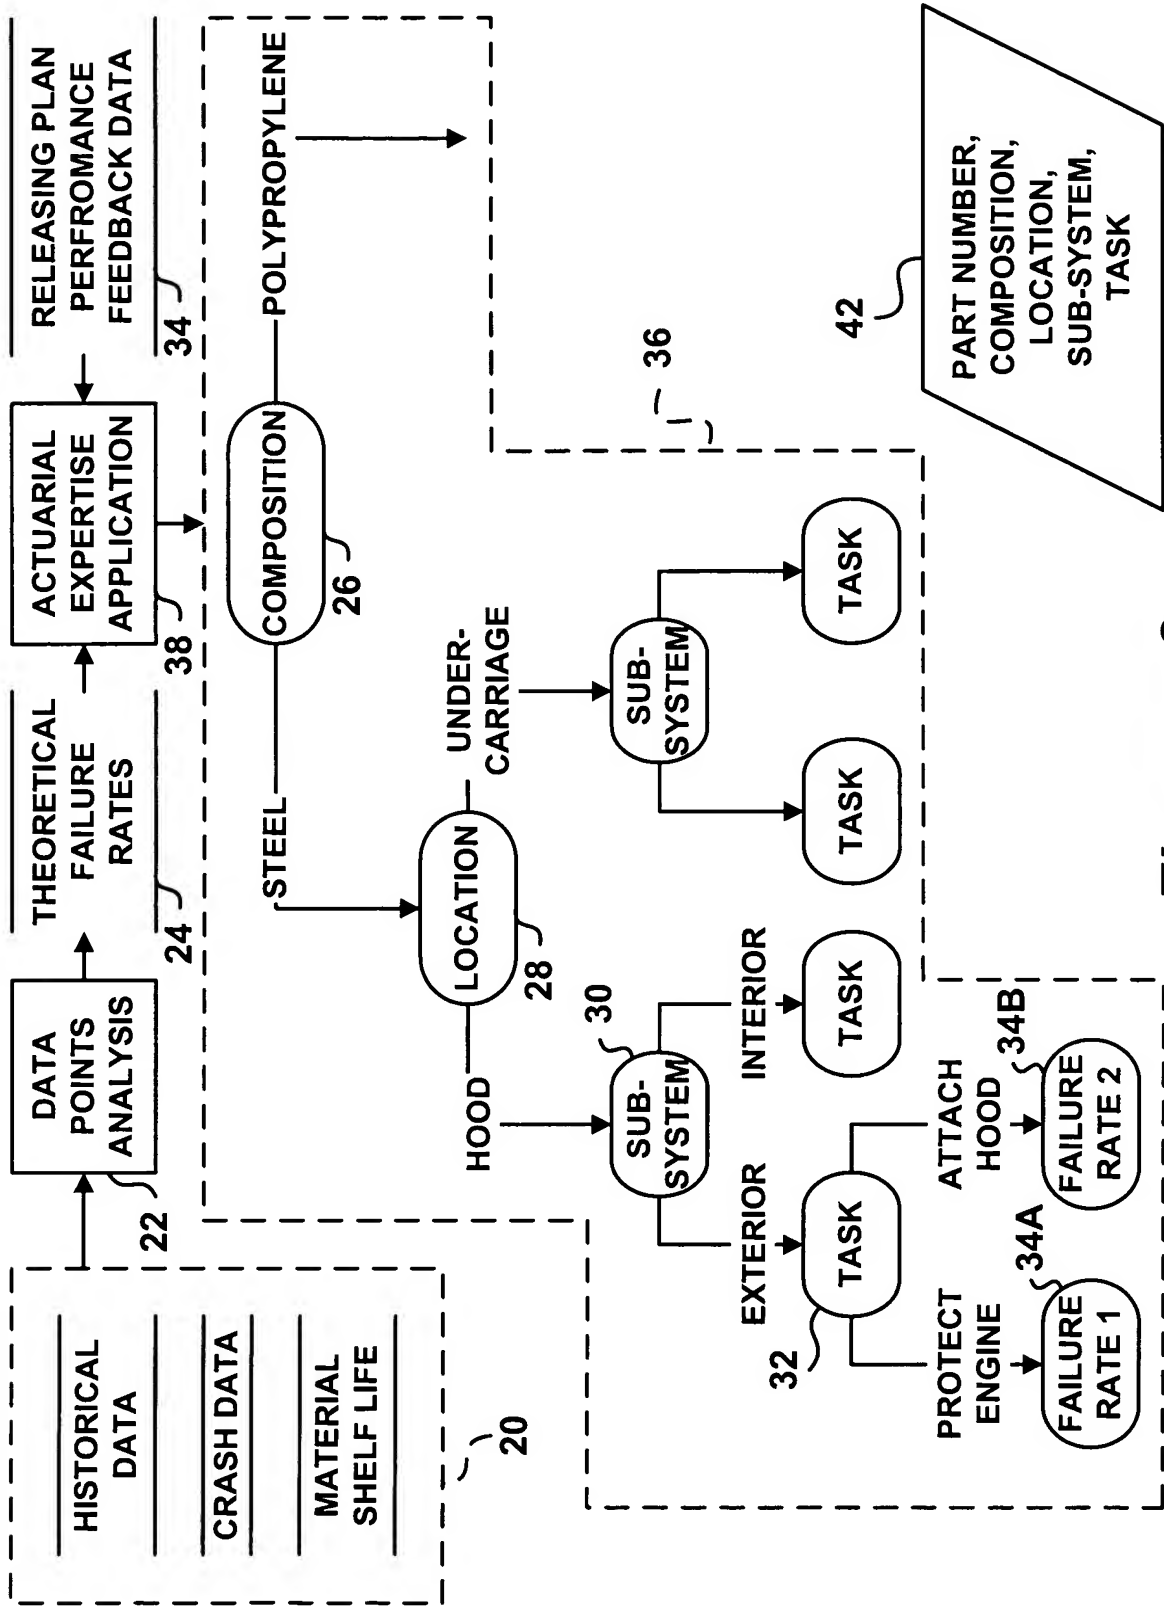 HISTORICAL
DATA
CRASH DATA
MATERIAL
SHELF LIFE
20
DATA
POINTS
ANALYSIS
22
THEORETICAL
FAILURE
RATES
24
ACTUARIAL
EXPERTISE
APPLICATION
38
RELEASING PLAN
PERFROMANCE
FEEDBACK DATA
34
STEEL
COMPOSITION
26
POLYPROPYLENE
HOOD
LOCATION
28
UNDER-
CARRIAGE
36
30
SUB-
SYSTEM
SUB-
SYSTEM
EXTERIOR
INTERIOR
32
TASK
TASK
TASK
TASK
PROTECT
ENGINE
ATTACH
HOOD
34A
FAILURE
RATE 1
34B
FAILURE
RATE 2
42
PART NUMBER,
COMPOSITION,
LOCATION,
SUB-SYSTEM,
TASK